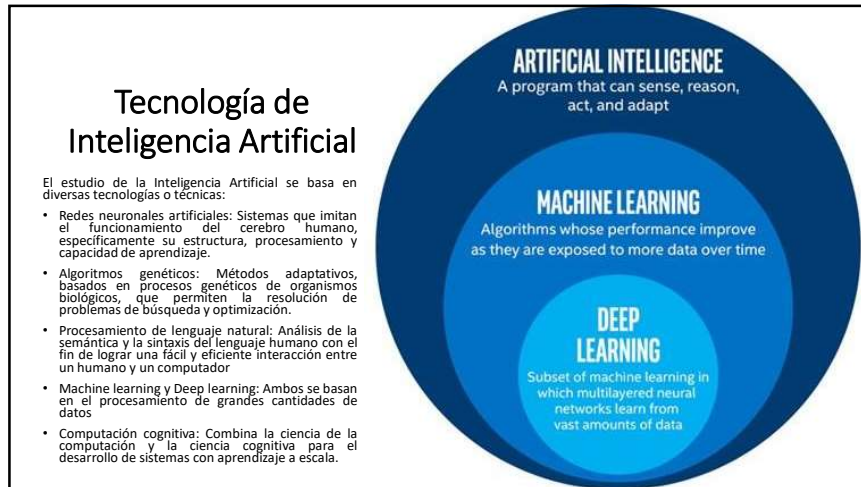 Tecnología de
Inteligencia Artificial
El estudio de la Inteligencia Artificial se basa en
diversas tecnologías o técnicas:
• Redes neuronales artificiales: Sistemas que imitan
el funcionamiento del cerebro humano,
específicamente su estructura, procesamiento y
capacidad de aprendizaje.
• Algoritmos genéticos: Métodos adaptativos,
basados en procesos genéticos de organismos
biológicos, que permiten la resolución de
problemas de búsqueda y optimización.
• Procesamiento de lenguaje natural: Análisis de la
semántica y la sintaxis del lenguaje humano con el
fin de lograr una fácil y eficiente interacción entre
un humano y un computador
• Machine learning y Deep learning: Ambos se basan
en el procesamiento de grandes cantidades de
datos
• Computación cognitiva: Combina la ciencia de la
computación y la ciencia cognitiva para el
desarrollo de sistemas con aprendizaje a escala.
ARTIFICIAL INTELLIGENCE
A program that can sense, reason,
act, and adapt
MACHINE LEARNING
Algorithms whose performance improve
as they are exposed to more data over time
DEEP
LEARNING
Subset of machine learning in
which multilayered neural
networks learn from
vast amounts of data